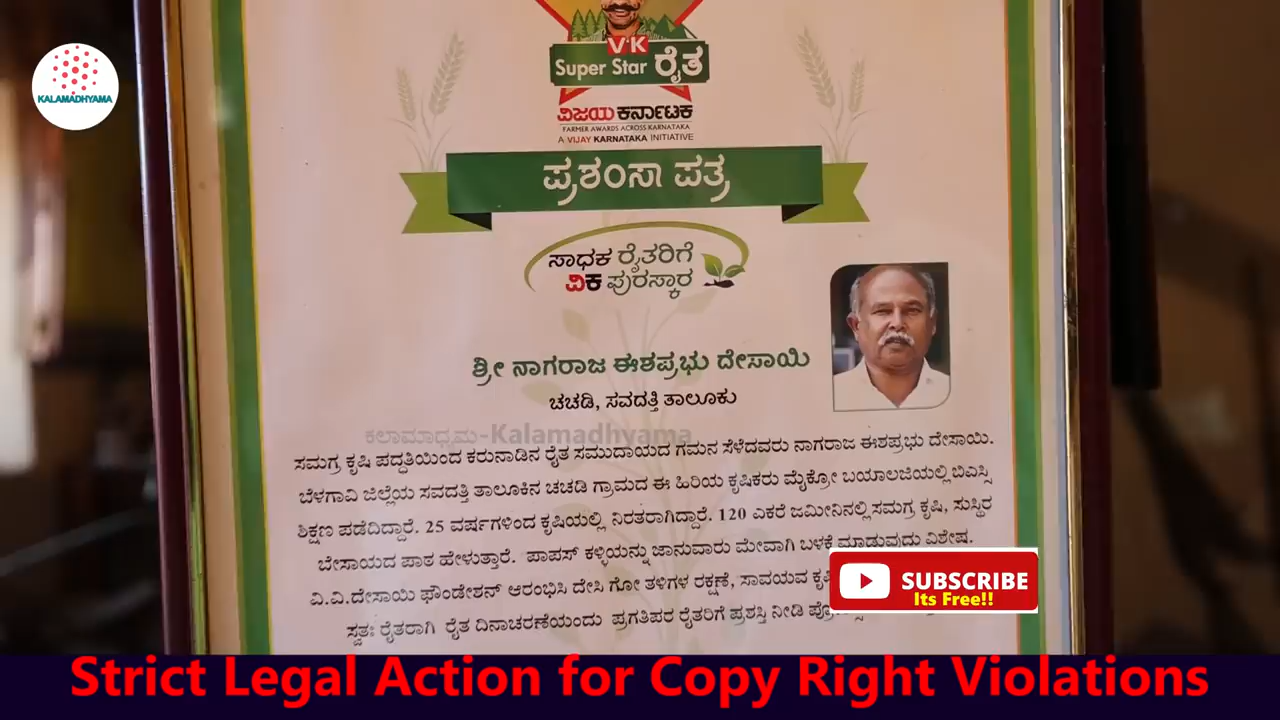 KALAMADHYAMA
VK
Super Star ರೈತ
ವಿಜಯ ಕರ್ನಾಟಕ
FARMER AWARDS ACROSS KARNATAKA
A VIJAY KARNATAKA INITIATIVE
ಪ್ರಶಂಸಾ ಪತ್ರ
ಸಾಧಕ ರೈತರಿಗೆ
ವಿಕ ಪುರಸ್ಕಾರ
ಶ್ರೀ ನಾಗರಾಜ ಈಶಪ್ರಭು ದೇಸಾಯಿ
ಚಚಡಿ, ಸವದತ್ತಿ ತಾಲೂಕು
ಕಲಾಮಾಧ್ಯಮ-Kalamadhyama
ಸಮಗ್ರ ಕೃಷಿ ಪದ್ಧತಿಯಿಂದ ಕರುನಾಡಿನ ರೈತ ಸಮುದಾಯದ ಗಮನ ಸೆಳೆದವರು ನಾಗರಾಜ ಈಶಪ್ರಭು ದೇಸಾಯಿ.
ಬೆಳಗಾವಿ ಜಿಲ್ಲೆಯ ಸವದತ್ತಿ ತಾಲೂಕಿನ ಚಚಡಿ ಗ್ರಾಮದ ಈ ಹಿರಿಯ ಕೃಷಿಕರು ಮೈಕ್ರೋ ಬಯಾಲಜಿಯಲ್ಲಿ ಬಿಎಸ್ಸಿ
ಶಿಕ್ಷಣ ಪಡೆದಿದ್ದಾರೆ. 25 ವರ್ಷಗಳಿಂದ ಕೃಷಿಯಲ್ಲಿ ನಿರತರಾಗಿದ್ದಾರೆ. 120 ಎಕರೆ ಜಮೀನಿನಲ್ಲಿ ಸಮಗ್ರ ಕೃಷಿ, ಸುಸ್ಥಿರ
ಬೇಸಾಯದ ಪಾಠ ಹೇಳುತ್ತಾರೆ. ಪಾಪಸ್ ಕಳ್ಳಿಯನ್ನು ಜಾನುವಾರು ಮೇವಾಗಿ ಬಳಕೆ ಮಾಡುವುದು ವಿಶೇಷ.
ವಿ.ವಿ.ದೇಸಾಯಿ ಫೌಂಡೇಶನ್ ಆರಂಭಿಸಿ ದೇಸಿ ಗೋ ತಳಿಗಳ ರಕ್ಷಣೆ, ಸಾವಯವ
ಸ್ವತಃ ರೈತರಾಗಿ ರೈತ ದಿನಾಚರಣೆಯಂದು ಪ್ರಗತಿಪರ ರೈತರಿಗೆ ಪ್ರಶಸ್ತಿ ನೀಡಿ
SUBSCRIBE
Its Free!!
Strict Legal Action for Copy Right Violations